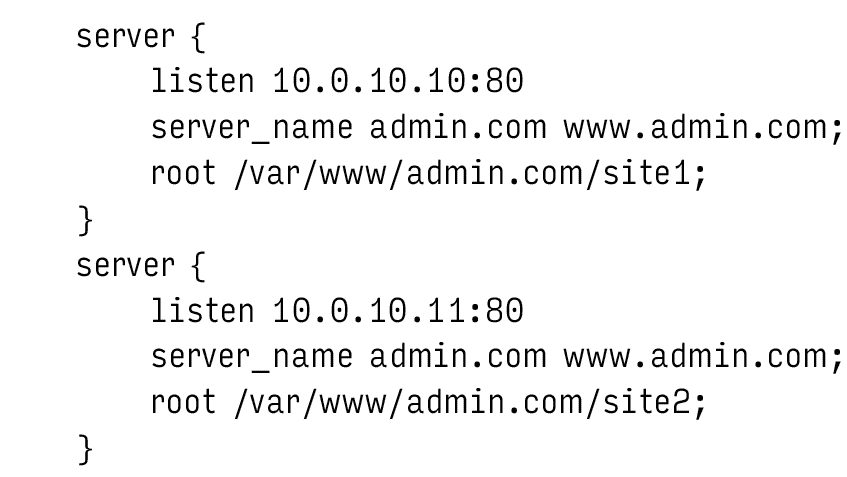 server {
listen 10.0.10.10:80
server_name admin.com www.admin.com;
root /var/www/admin.com/site1;
}
server {
listen 10.0.10.11:80
server_name admin.com www.admin.com;
root /var/www/admin.com/site2;
}